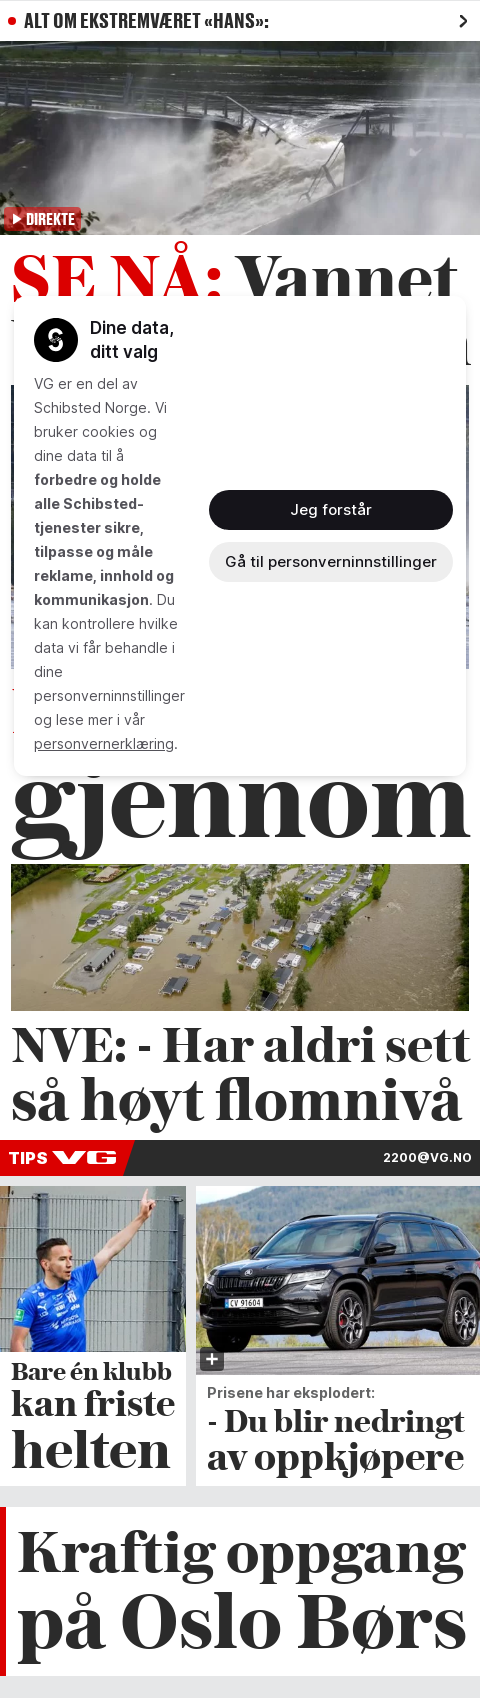 ALT OM EKSTREMVÆRET «HANS»:
DIREKTE
SE NÅ: Vannet
Dine data,
ditt valg
VG er en del av
Schibsted Norge. Vi
bruker cookies og
dine data til å
forbedre og holde
alle Schibsted-
tjenester sikre,
tilpasse og måle
reklame, innhold og
kommunikasjon. Du
kan kontrollere hvilke
data vi får behandle i
dine
personverninnstillinger
og lese mer i vår
personvernerklæring.
Jeg forstår
Gå til personverninnstillinger
gjennom
NVE: - Har aldri sett
så høyt flomnivå
TIPS VG
2200@VG.NO
CV 91604
Bare én klubb
kan friste
helten
Prisene har eksplodert:
- Du blir nedringt
av oppkjøpere
Kraftig oppgang
på Oslo Børs